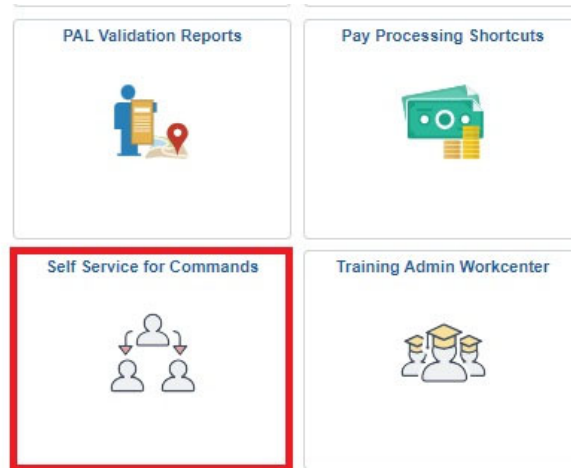 PAL Validation Reports
Pay Processing Shortcuts
Self Service for Commands
Training Admin Workcenter